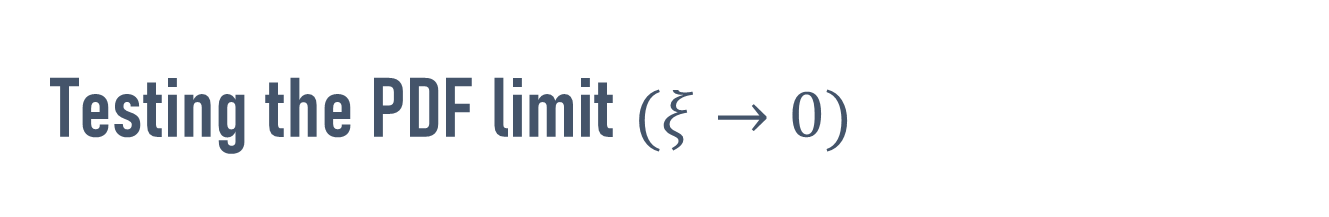 Testing the PDF limit (ξ → 0)